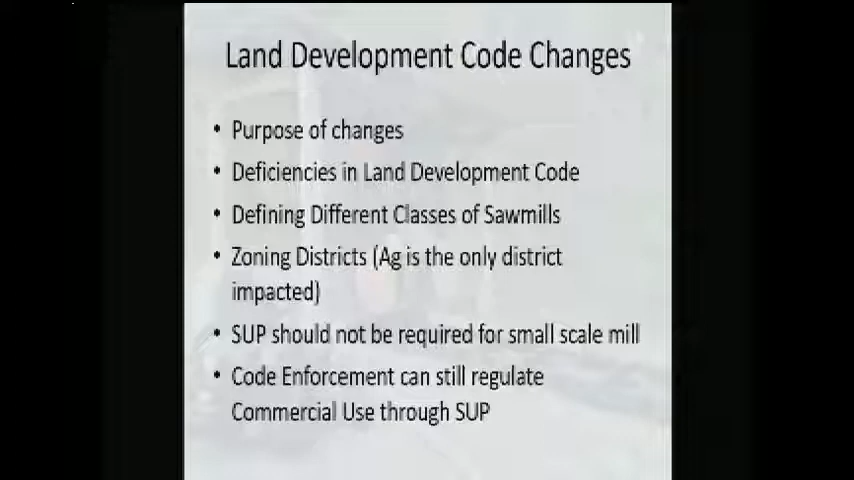 Land Development Code Changes
• Purpose of changes
• Deficiencies in Land Development Code
• Defining Different Classes of Sawmills
• Zoning Districts (Ag is the only district
impacted)
• SUP should not be required for small scale mill
• Code Enforcement can still regulate
Commercial Use through SUP